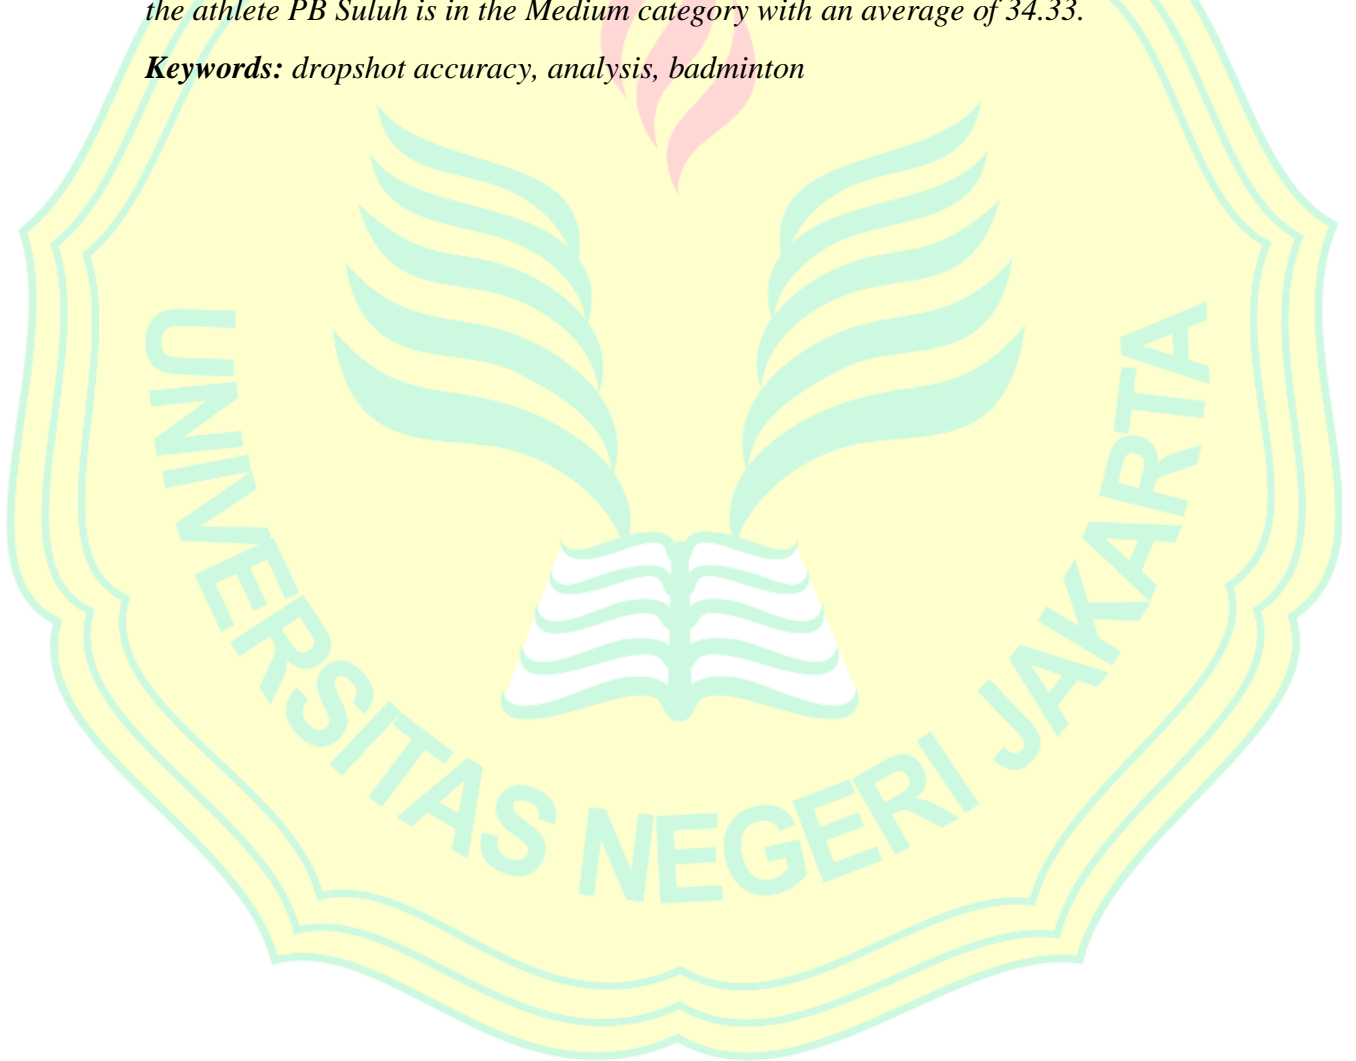 the athlete PB Suluh is in the Medium category with an average of 34.33.
Keywords: dropshot accuracy, analysis, badminton
UNIVERSITAS NEGERI JAKARTA